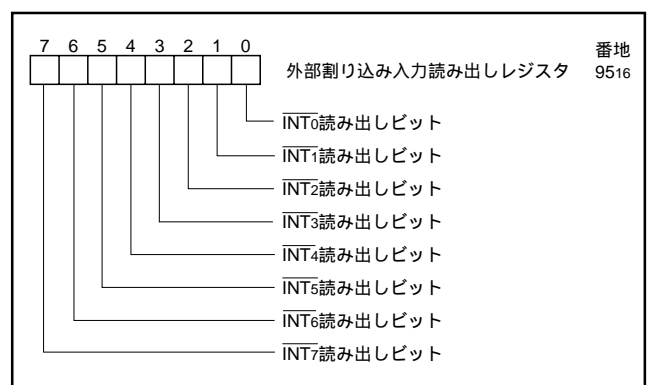 7 6 5 4 3 2 1 0
番地
外部割り込み入力読み出しレジスタ 9516
INT0読み出しビット
INT1読み出しビット
INT2読み出しビット
INT3読み出しビット
INT4読み出しビット
INT5読み出しビット
INT6読み出しビット
INT7読み出しビット